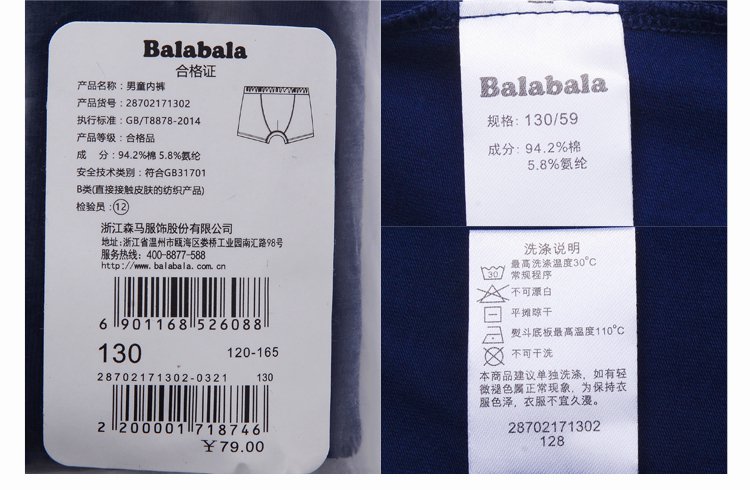 Balabala
合格证
产品名称: 男童内裤
产品货号: 28702171302
执行标准: GB/T8878-2014
产品等级: 合格品
成 分: 94.2%棉 5.8%氨纶
安全技术类别: 符合GB31701
B类(直接接触皮肤的纺织产品)
检验员: 12
浙江森马服饰股份有限公司
地址:浙江省温州市瓯海区娄桥工业园南汇路98号
服务热线: 400-8877-588
http://www.balabala.com.cn
6 901168 526088
130 120-165
28702171302-0321 130
2 200001 718746
¥79.00
Balabala
规格: 130/59
成分: 94.2%棉
5.8%氨纶
洗涤说明
30
最高洗涤温度30°C
常规程序
不可漂白
平摊晾干
熨斗底板最高温度110°C
不可干洗
本商品建议单独洗涤，如有轻
微褪色属正常现象，为保持衣
服色泽，衣服不宜久浸。
28702171302
128